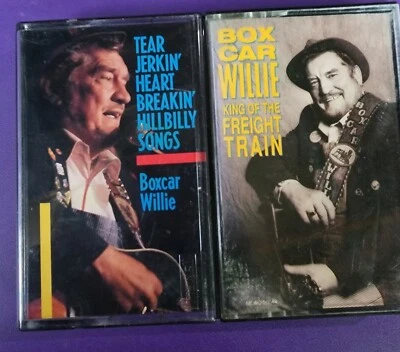 TEAR
JERKIN'
HEART
BREAKIN'
HILLBILLY
SONGS
Boxcar
Willie
BOX
CAR
WILLIE
KING OF THE
FREIGHT
TRAIN